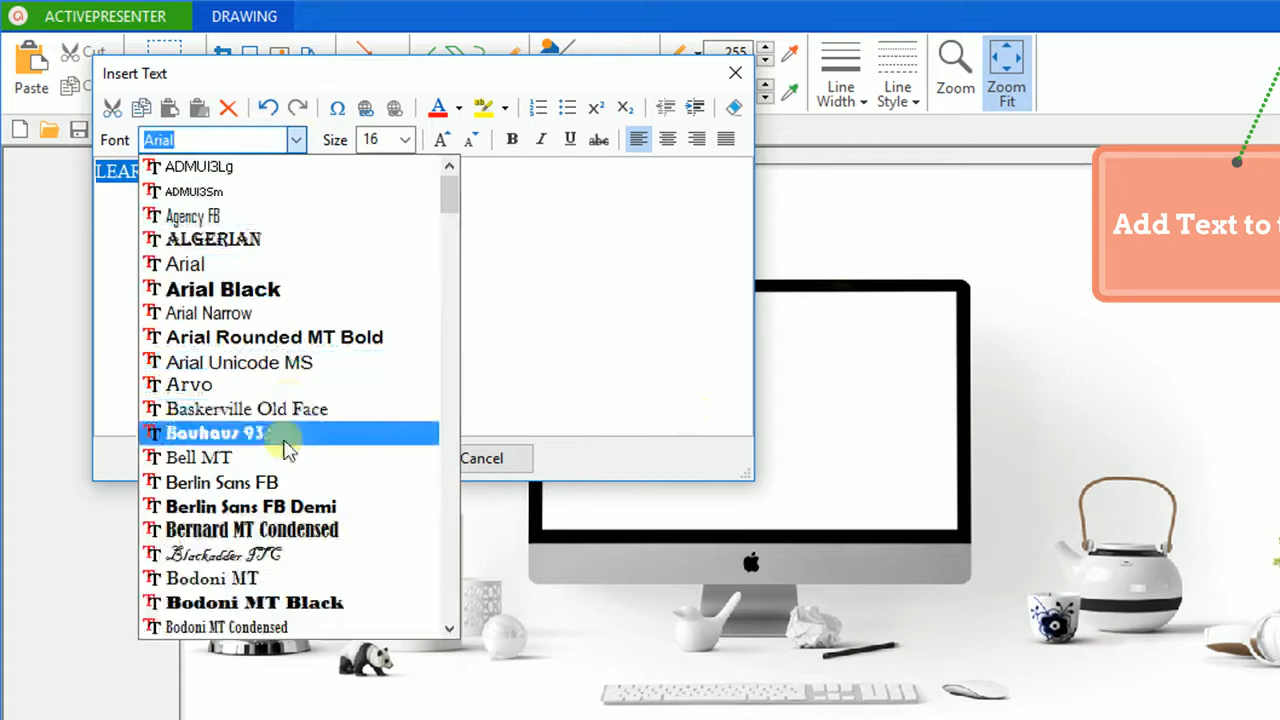 ACTIVEPRESENTER DRAWING
Cut
Paste
255
Line Width
Line Style
Zoom
Zoom Fit
Insert Text
Font Arial Size 16
B I U abc
ADMUI3Lg
ADMUI3Sm
Agency FB
ALGERIAN
Arial
Arial Black
Arial Narrow
Arial Rounded MT Bold
Arial Unicode MS
Arvo
Baskerville Old Face
Bauhaus 93
Bell MT
Berlin Sans FB
Berlin Sans FB Demi
Bernard MT Condensed
Blackadder ITC
Bodoni MT
Bodoni MT Black
Bodoni MT Condensed
Cancel
Add Text to